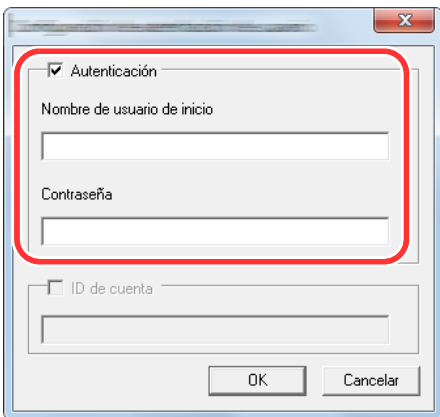 Autenticación
Nombre de usuario de inicio
Contraseña
ID de cuenta
OK
Cancelar